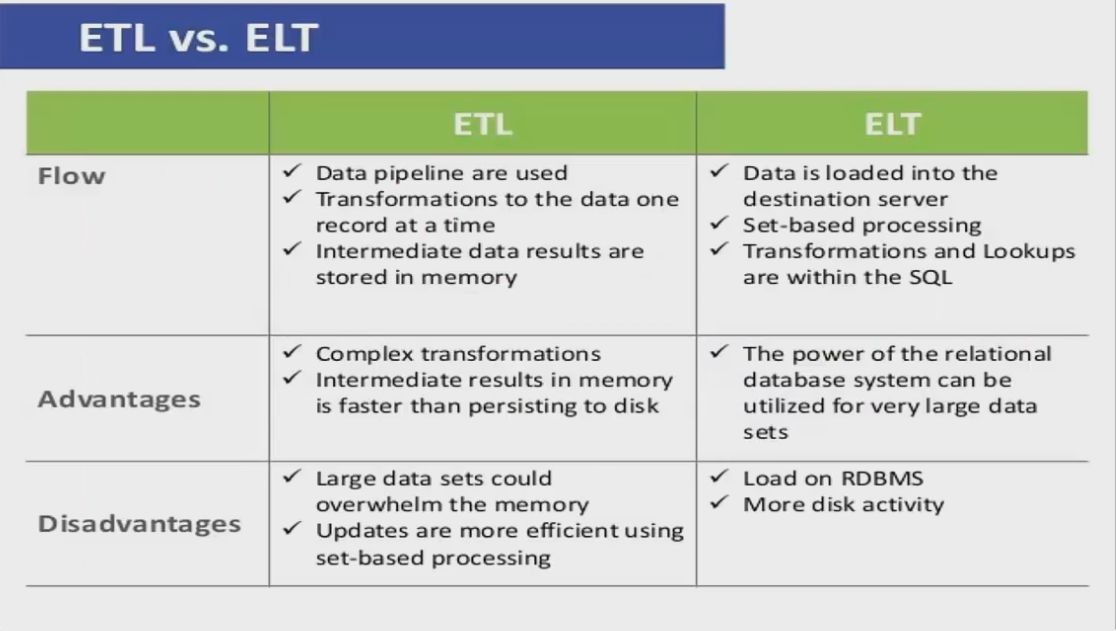 ETL vs. ELT
ETL
ELT
Flow
✓ Data pipeline are used
✓ Transformations to the data one
record at a time
✓ Intermediate data results are
stored in memory
✓ Data is loaded into the
destination server
✓ Set-based processing
✓ Transformations and Lookups
are within the SQL
Advantages
✓ Complex transformations
✓ Intermediate results in memory
is faster than persisting to disk
✓ The power of the relational
database system can be
utilized for very large data
sets
Disadvantages
✓ Large data sets could
overwhelm the memory
✓ Updates are more efficient using
set-based processing
✓ Load on RDBMS
✓ More disk activity